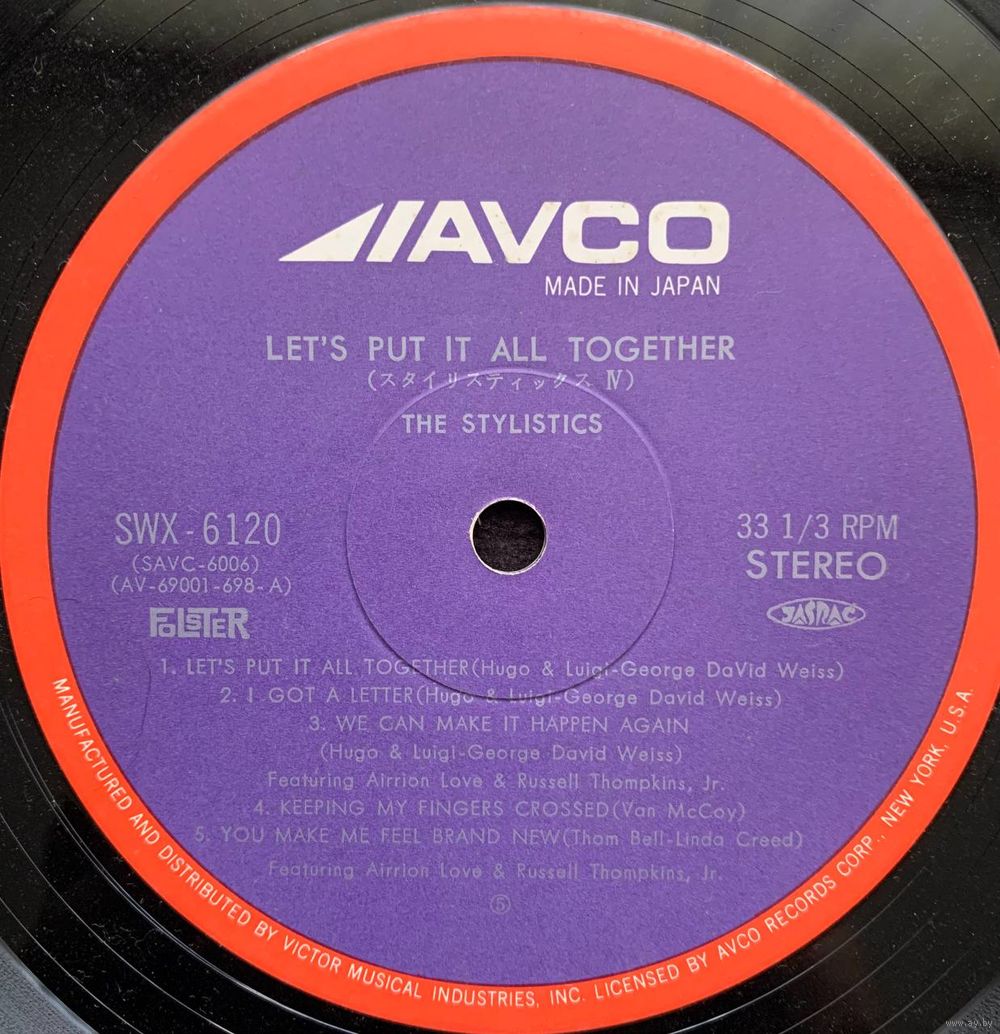 AVCO
MADE IN JAPAN
LET'S PUT IT ALL TOGETHER
(スタイリスティックス Ⅳ)
THE STYLISTICS
SWX-6120
(SAVC-6006)
(AV-69001-698-A)
FOLSTER
33 1/3 RPM
STEREO
JASRAC
1. LET'S PUT IT ALL TOGETHER(Hugo & Luigi-George DaVid Weiss)
2. I GOT A LETTER(Hugo & Luigi-George David Weiss)
3. WE CAN MAKE IT HAPPEN AGAIN
(Hugo & Luigi-George David Weiss)
Featuring Airrion Love & Russell Thompkins, Jr.
4. KEEPING MY FINGERS CROSSED(Van McCoy)
5. YOU MAKE ME FEEL BRAND NEW(Thom Bell-Linda Creed)
Featuring Airrion Love & Russell Thompkins, Jr.
⑤
MANUFACTURED AND DISTRIBUTED BY VICTOR MUSICAL INDUSTRIES, INC. LICENSED BY AVCO RECORDS CORP., NEW YORK, U.S.A.
www.ay.by